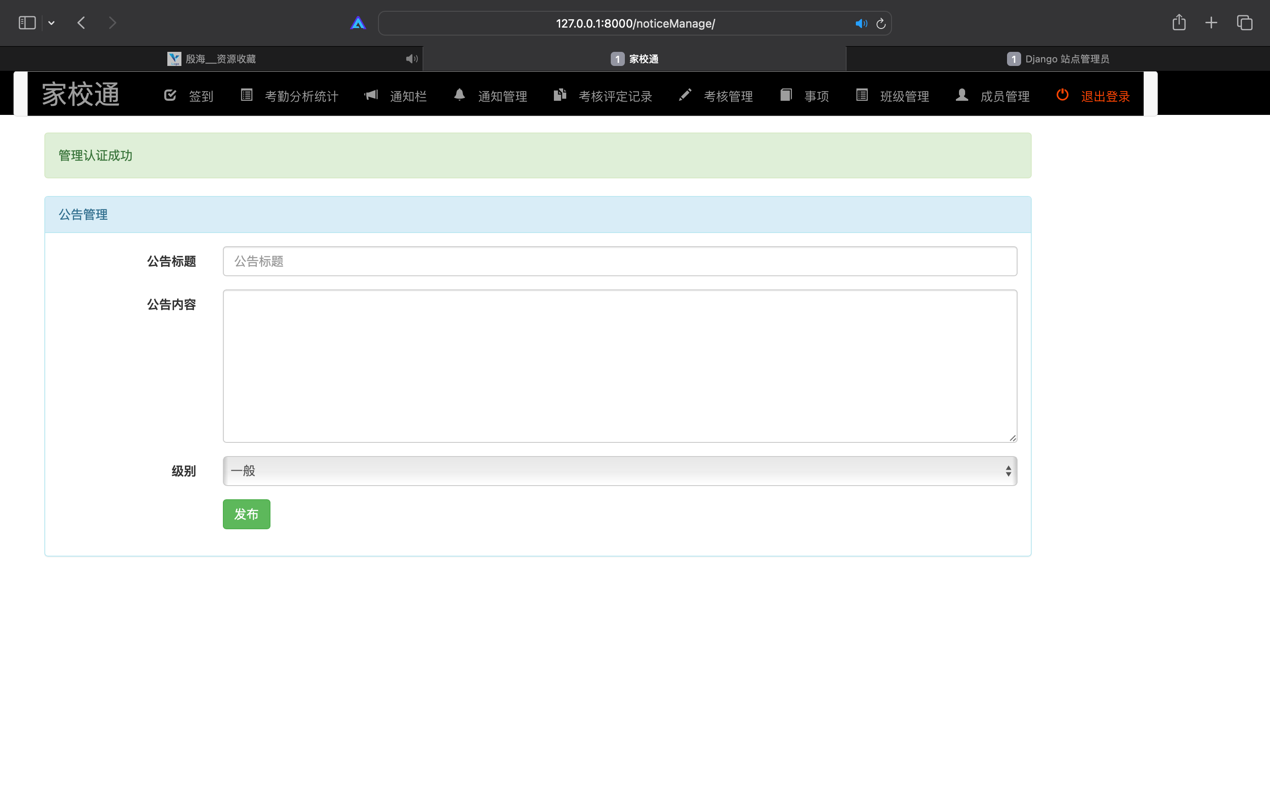 127.0.0.1:8000/noticeManage/
殷海__资源收藏
1 家校通
1 Django 站点管理员
家校通 签到 考勤分析统计 通知栏 通知管理 考核评定记录 考核管理 事项 班级管理 成员管理 退出登录
管理认证成功
公告管理
公告标题 公告标题
公告内容
级别 一般
发布